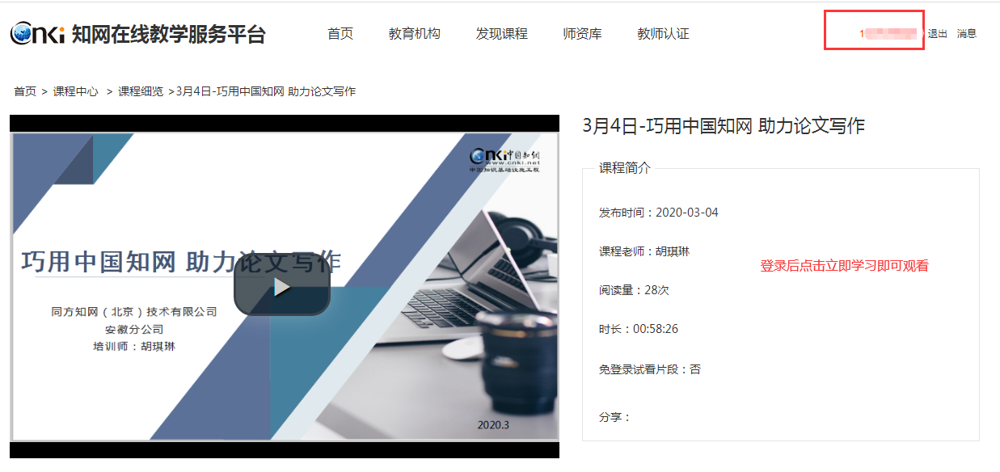 Cnki 知网在线教学服务平台
首页 教育机构 发现课程 师资库 教师认证
1 退出 消息
首页 > 课程中心 > 课程细览 >3月4日-巧用中国知网 助力论文写作
Cnki中国知网
www.cnki.net
中国知识基础设施工程
巧用中国知网 助力论文写作
同方知网（北京）技术有限公司
安徽分公司
培训师：胡琪琳
2020.3
3月4日-巧用中国知网 助力论文写作
课程简介
发布时间：2020-03-04
课程老师：胡琪琳
登录后点击立即学习即可观看
阅读量：28次
时长：00:58:26
免登录试看片段：否
分享：